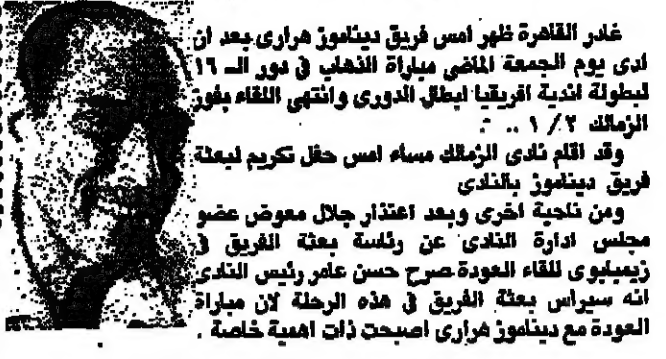 غادر القاهرة ظهر امس فريق ديناموز هرارى بعد ان
ادى يوم الجمعة الماضى مباراة الذهاب فى دور الـ ١٦
لبطولة اندية افريقيا ابطال الدورى وانتهى اللقاء بفوز
الزمالك ٢ / ١ ..
وقد اقام نادى الزمالك مساء امس حفل تكريم لبعثة
فريق ديناموز بالنادى
ومن ناحية اخرى وبعد اعتذار جلال معوض عضو
مجلس ادارة النادى عن رئاسة بعثة الفريق فى
زيمبابوى للقاء العودة صرح حسن عامر رئيس النادى
انه سيراس بعثة الفريق فى هذه الرحلة لان مباراة
العودة مع ديناموز هرارى اصبحت ذات اهمية خاصة .